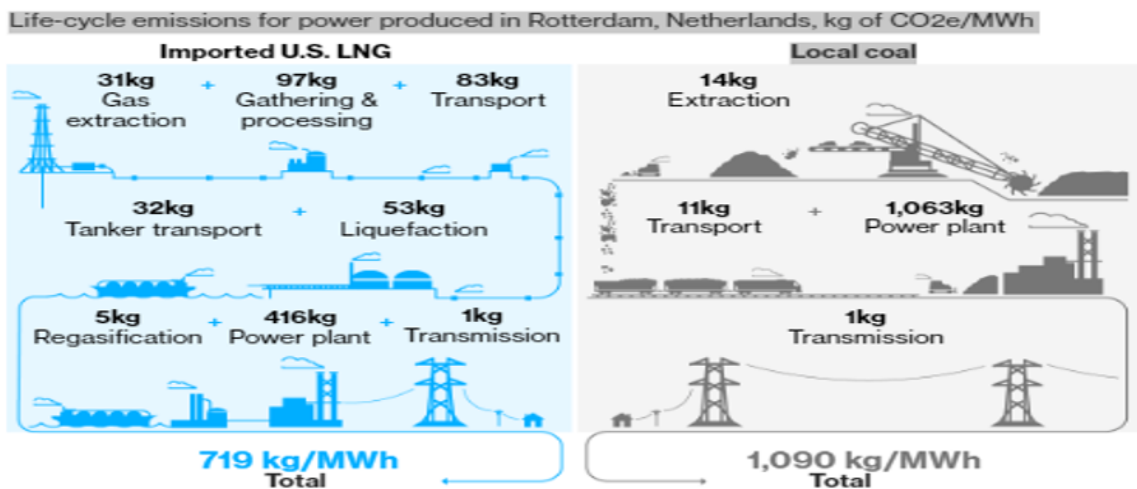 Life-cycle emissions for power produced in Rotterdam, Netherlands, kg of CO2e/MWh
Imported U.S. LNG
31kg + 97kg + 83kg
Gas extraction
Gathering & processing
Transport
32kg + 53kg
Tanker transport
Liquefaction
5kg + 416kg + 1kg
Regasification
Power plant
Transmission
719 kg/MWh
Total
Local coal
14kg
Extraction
11kg + 1,063kg
Transport
Power plant
1kg
Transmission
1,090 kg/MWh
Total